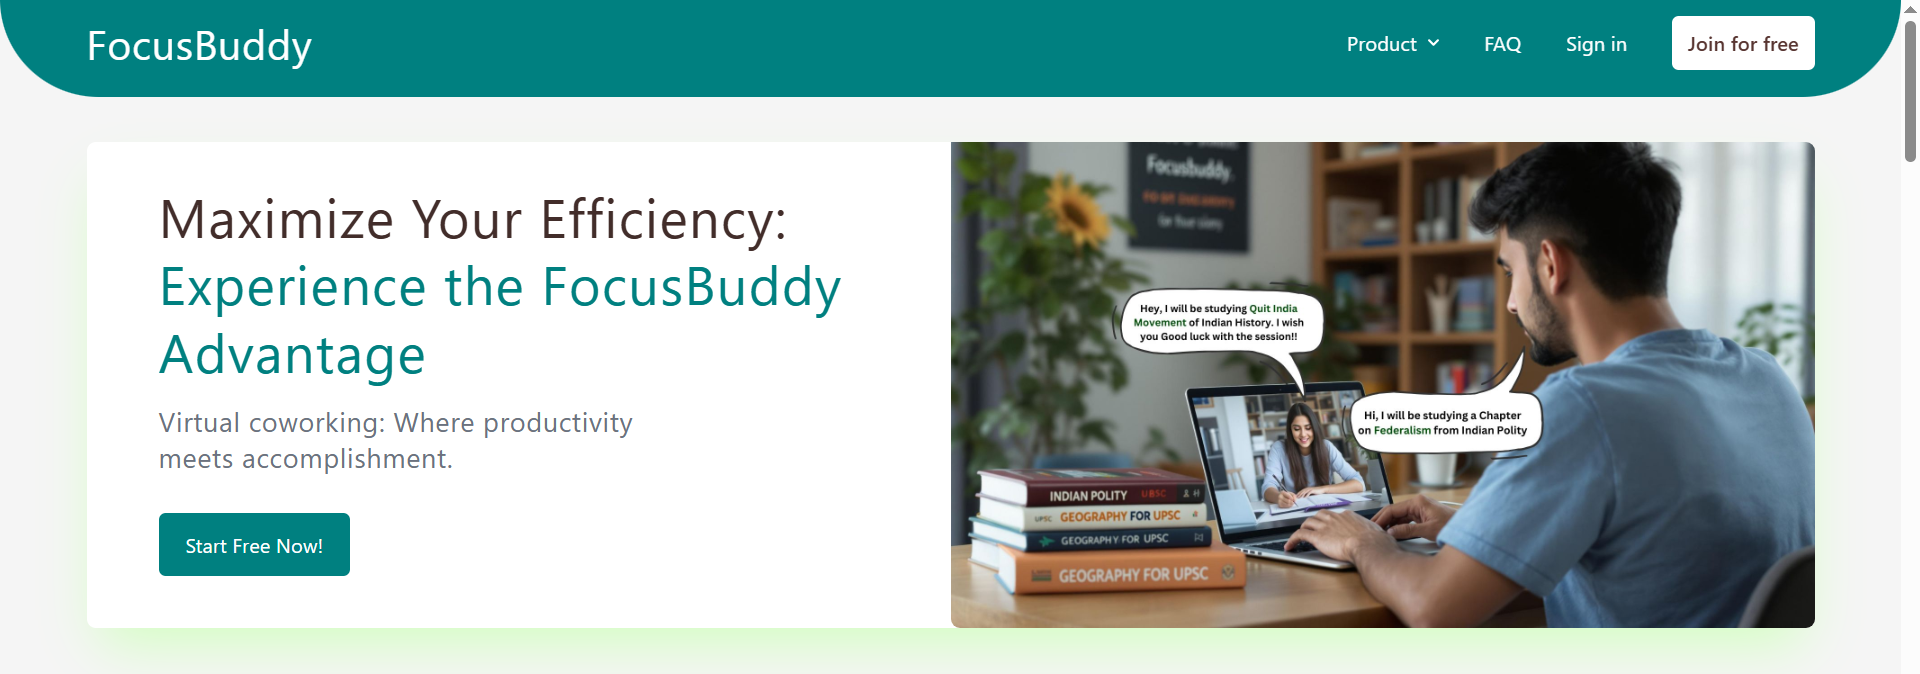 FocusBuddy
Product
FAQ
Sign in
Join for free
Maximize Your Efficiency:
Experience the FocusBuddy
Advantage
Virtual coworking: Where productivity
meets accomplishment.
Start Free Now!
Focusbuddy.
Hey, I will be studying Quit India
Movement of Indian History. I wish
you Good luck with the session!!
Hi, I will be studying a Chapter
on Federalism from Indian Polity
INDIAN POLITY UBSC
UPSC GEOGRAPHY FOR UPSC
GEOGRAPHY FOR UPSC
GEOGRAPHY FOR UPSC